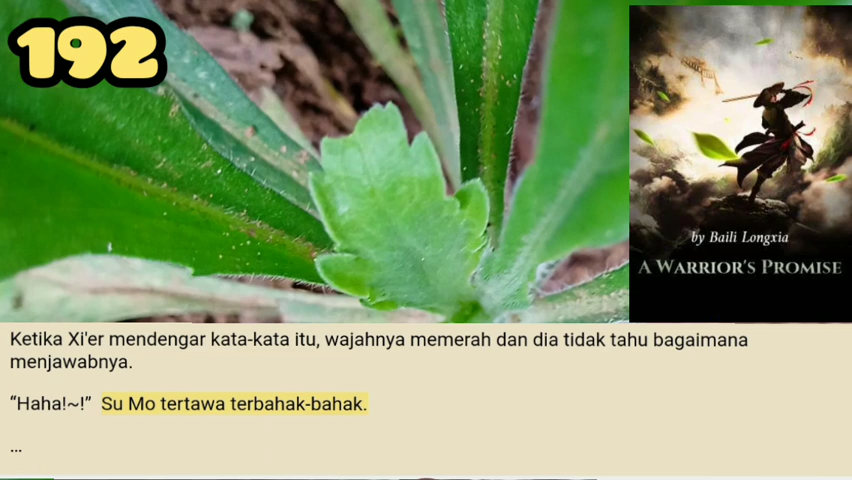 192
by Baili Longxia
A WARRIOR'S PROMISE
Ketika Xi'er mendengar kata-kata itu, wajahnya memerah dan dia tidak tahu bagaimana
menjawabnya.
“Haha!~!” Su Mo tertawa terbahak-bahak.
...